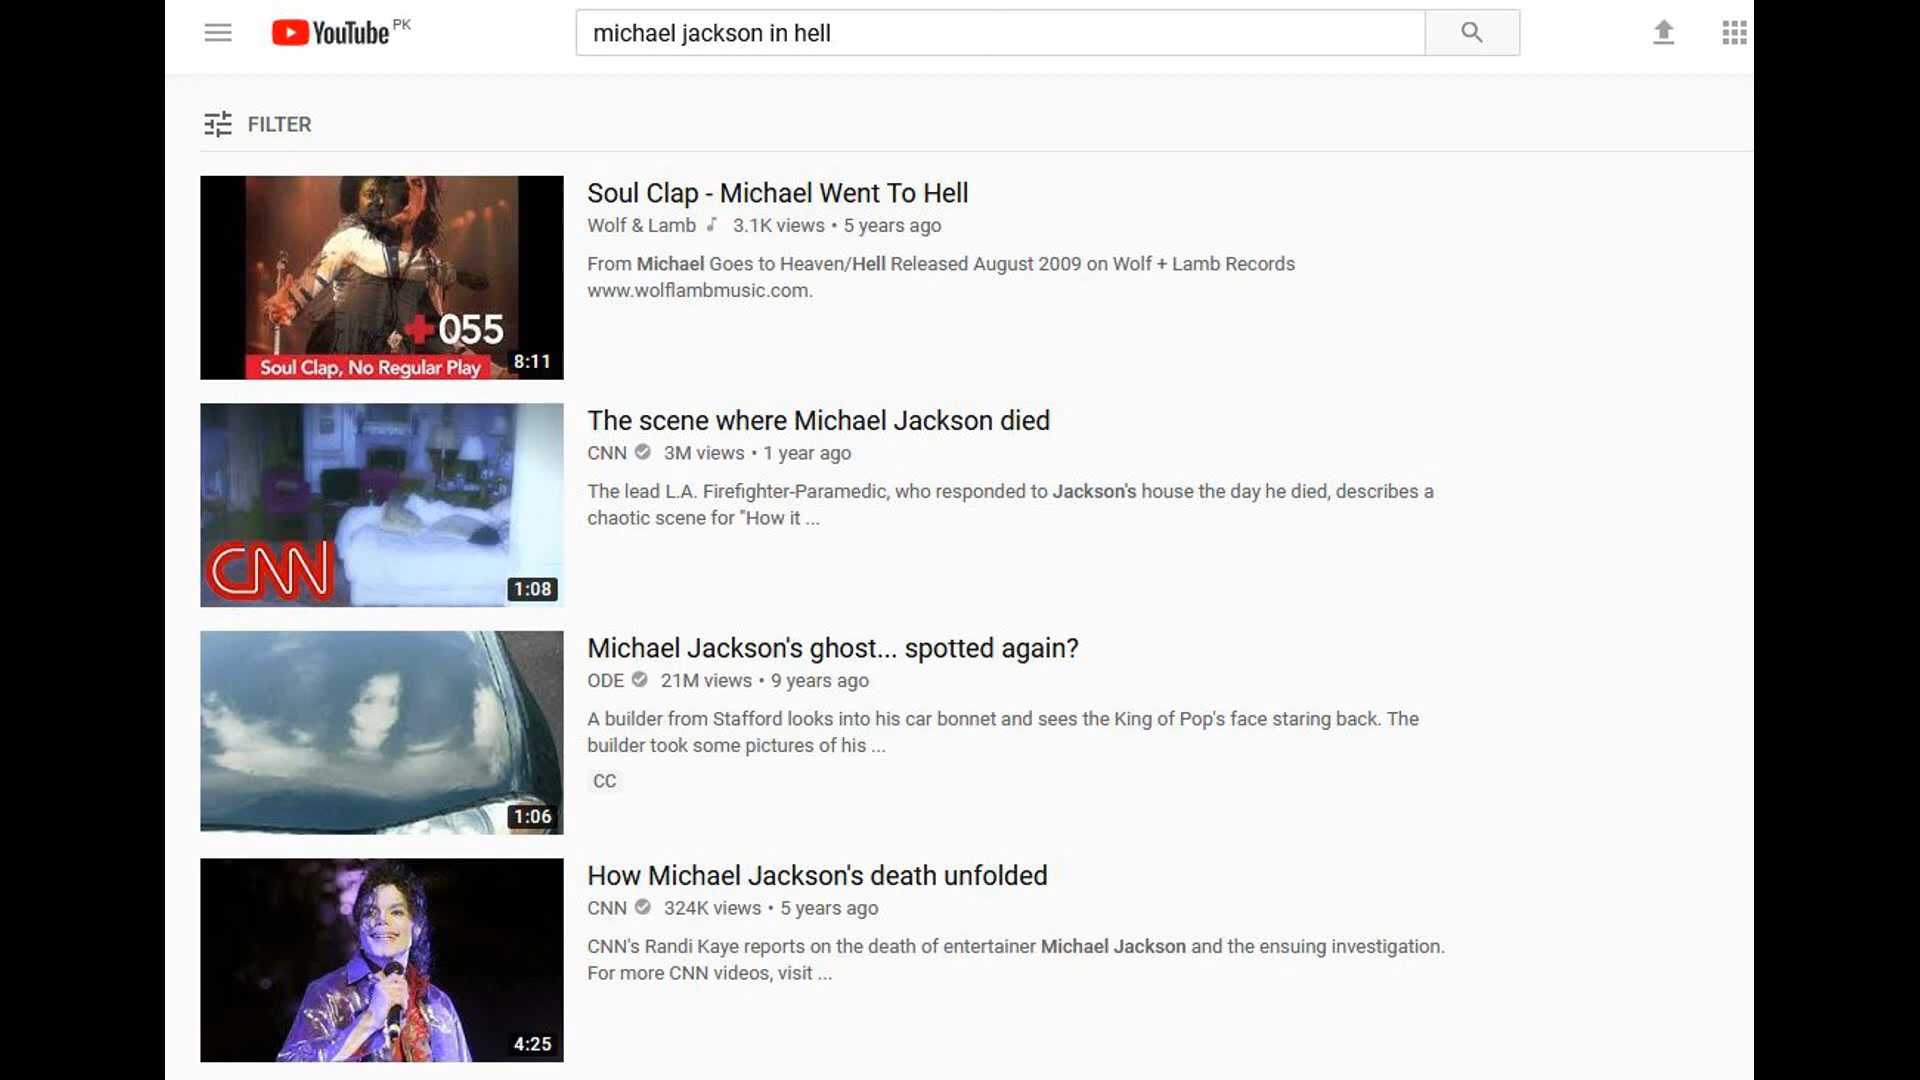 YouTube PK
michael jackson in hell
FILTER
+055
Soul Clap, No Regular Play
8:11
Soul Clap - Michael Went To Hell
Wolf & Lamb 3.1K views • 5 years ago
From Michael Goes to Heaven/Hell Released August 2009 on Wolf + Lamb Records
www.wolflambmusic.com.
CNN
1:08
The scene where Michael Jackson died
CNN 3M views • 1 year ago
The lead L.A. Firefighter-Paramedic, who responded to Jackson's house the day he died, describes a
chaotic scene for "How it ...
1:06
Michael Jackson's ghost... spotted again?
ODE 21M views • 9 years ago
A builder from Stafford looks into his car bonnet and sees the King of Pop's face staring back. The
builder took some pictures of his ...
CC
4:25
How Michael Jackson's death unfolded
CNN 324K views • 5 years ago
CNN's Randi Kaye reports on the death of entertainer Michael Jackson and the ensuing investigation.
For more CNN videos, visit ...